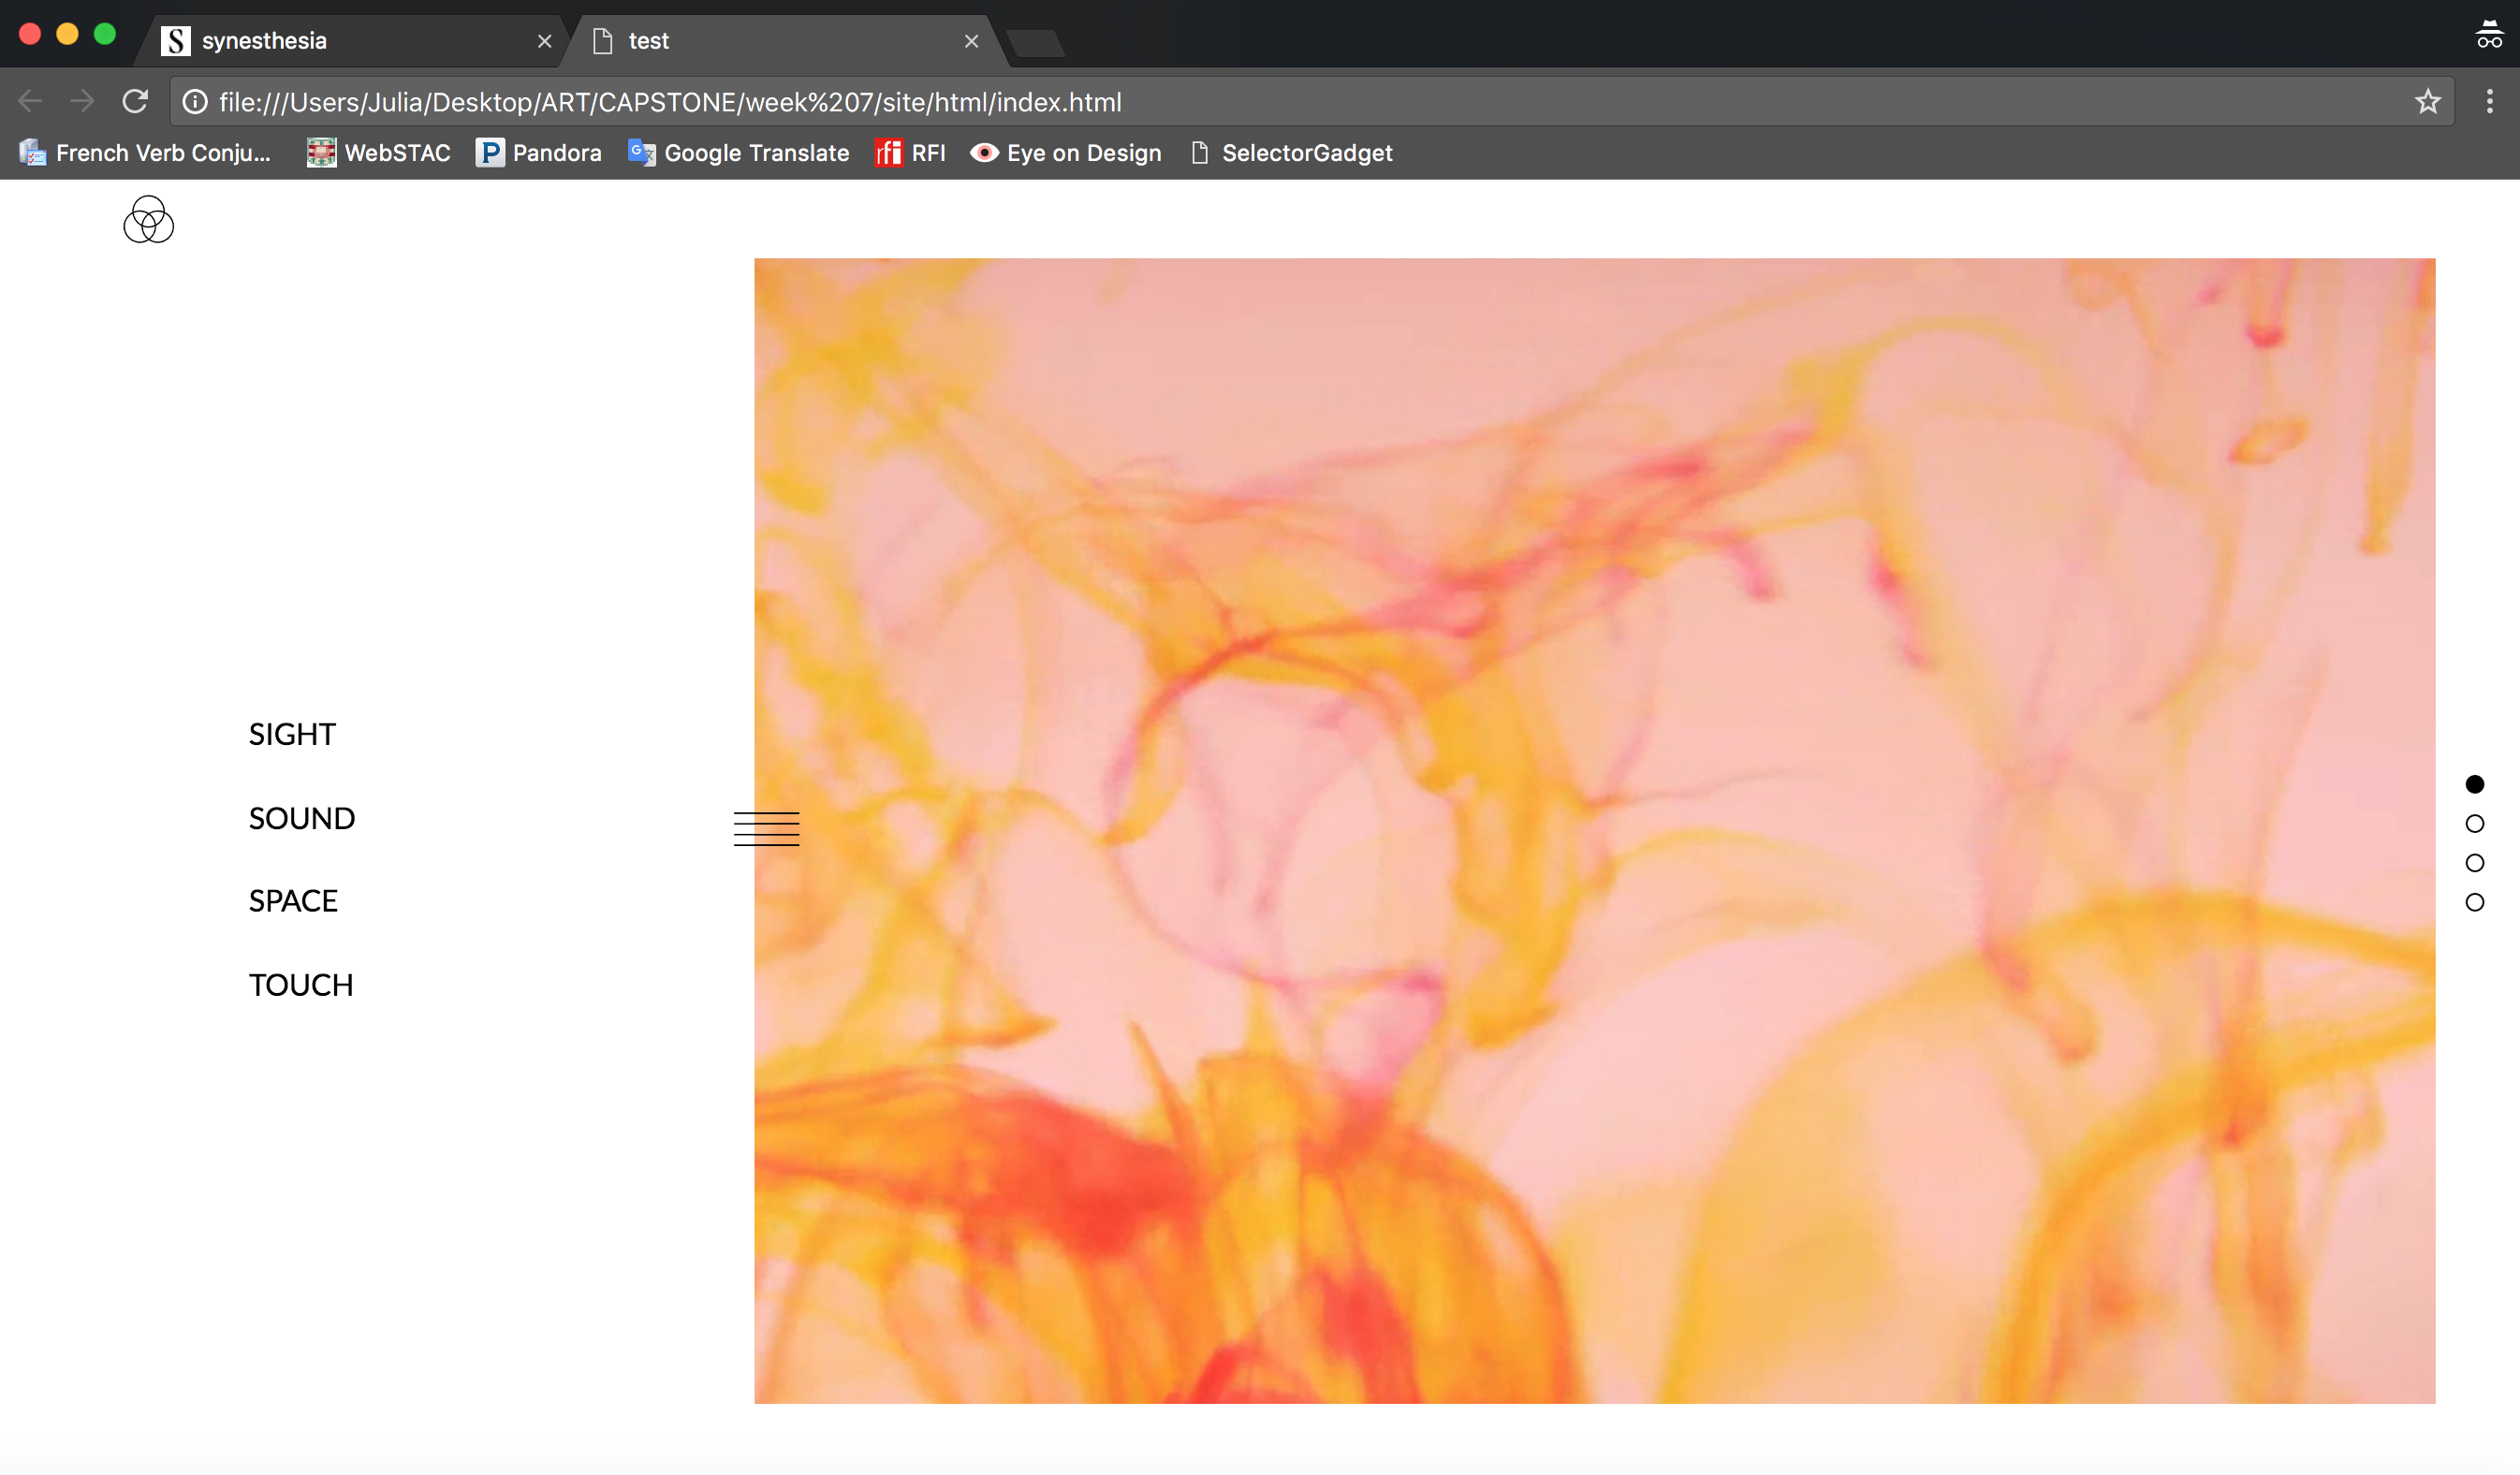 S synesthesia
test
file:///Users/Julia/Desktop/ART/CAPSTONE/week%207/site/html/index.html
French Verb Conju... WebSTAC P Pandora G Google Translate rfi RFI Eye on Design SelectorGadget
SIGHT
SOUND
SPACE
TOUCH